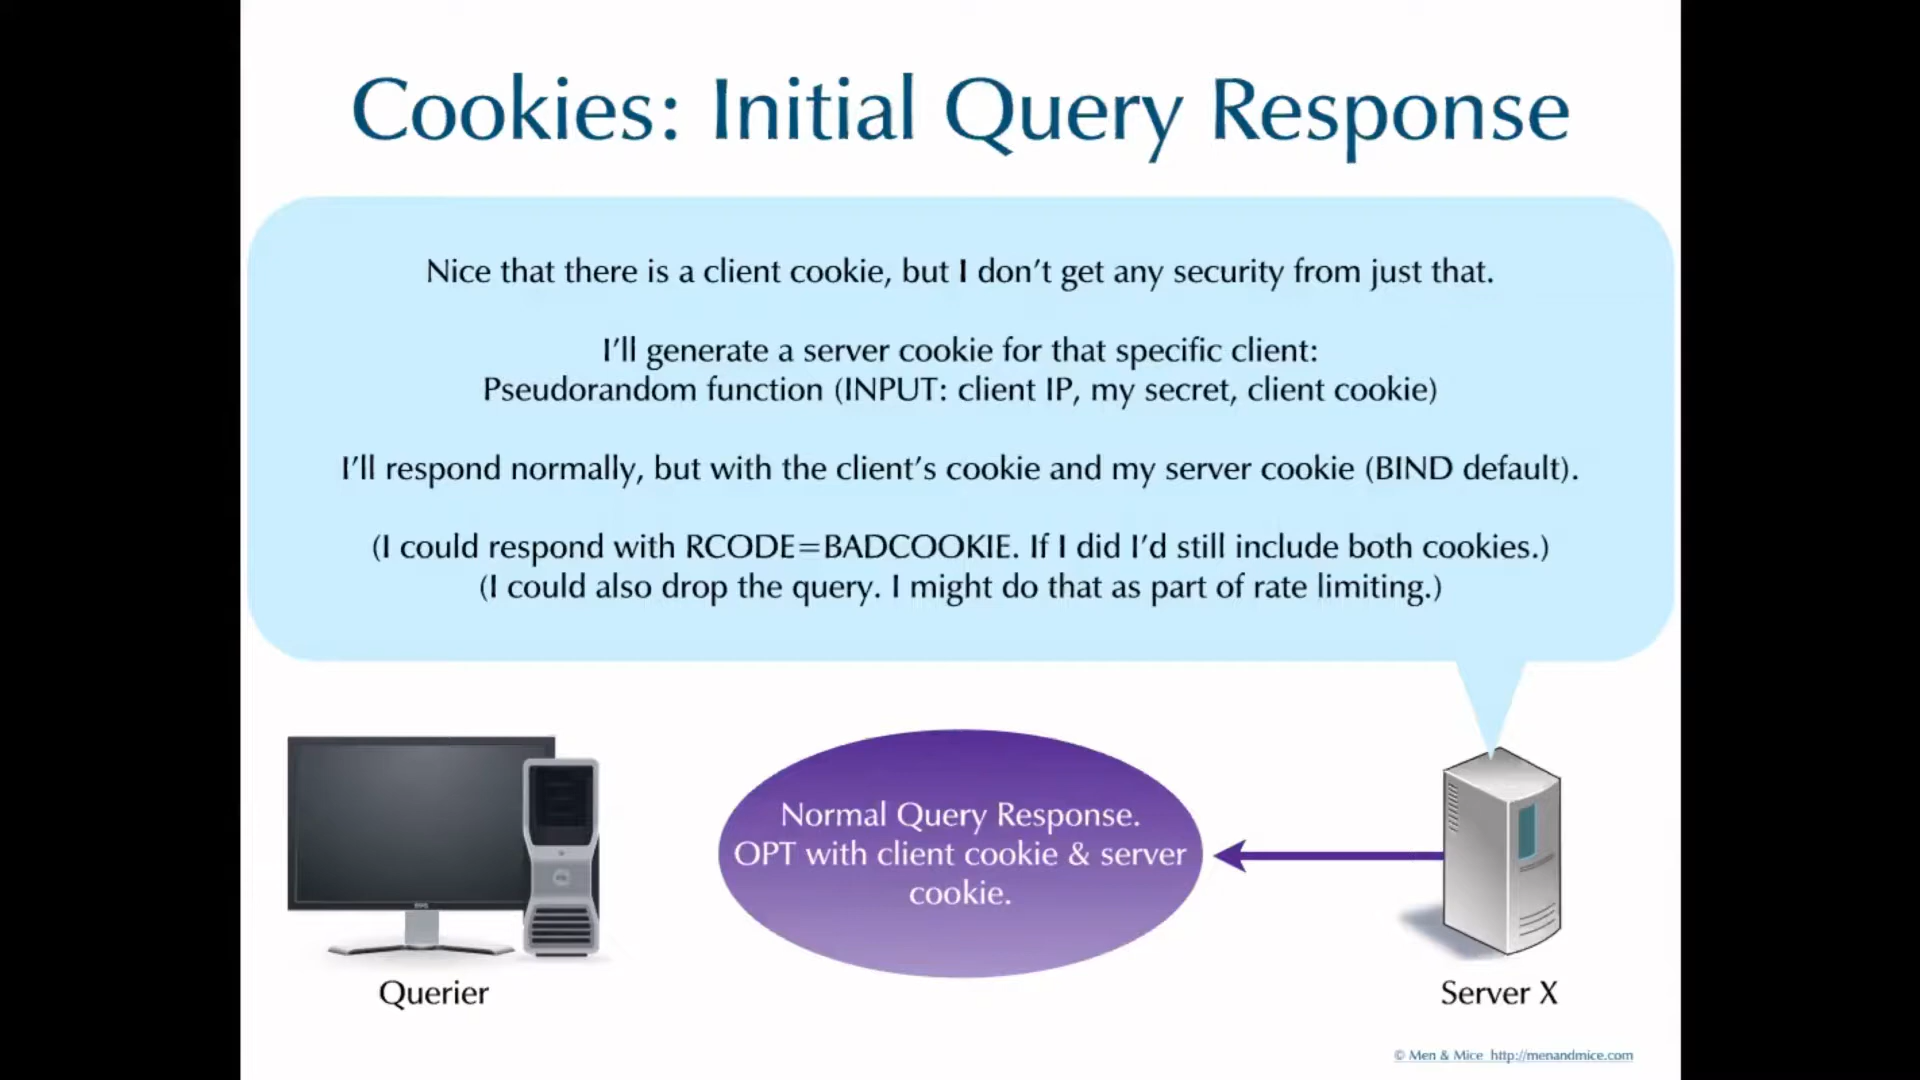 Cookies: Initial Query Response
Nice that there is a client cookie, but I don’t get any security from just that.
I’ll generate a server cookie for that specific client:
Pseudorandom function (INPUT: client IP, my secret, client cookie)
I’ll respond normally, but with the client’s cookie and my server cookie (BIND default).
(I could respond with RCODE=BADCOOKIE. If I did I’d still include both cookies.)
(I could also drop the query. I might do that as part of rate limiting.)
Normal Query Response.
OPT with client cookie & server
cookie.
Querier
Server X
© Men & Mice http://menandmice.com